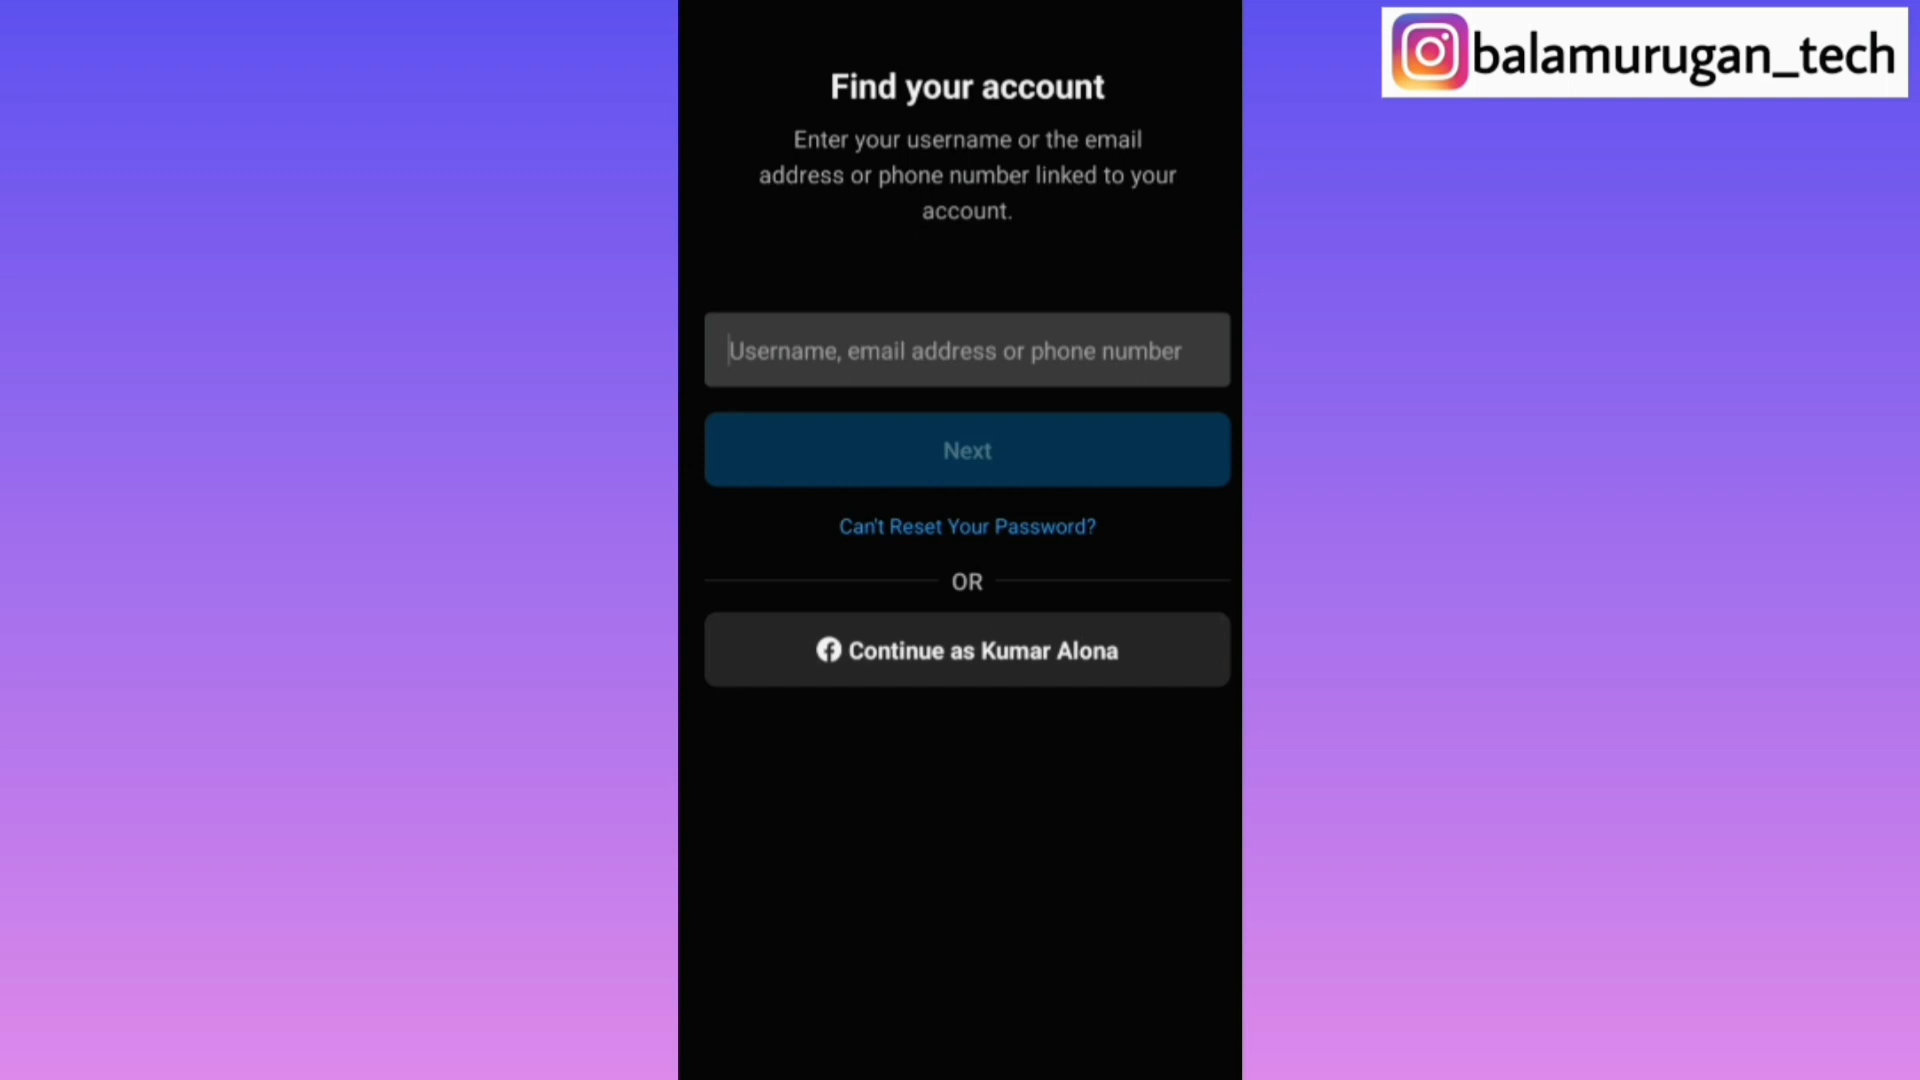 balamurugan_tech
Find your account
Enter your username or the email
address or phone number linked to your
account.
Username, email address or phone number
Next
Can't Reset Your Password?
OR
Continue as Kumar Alona